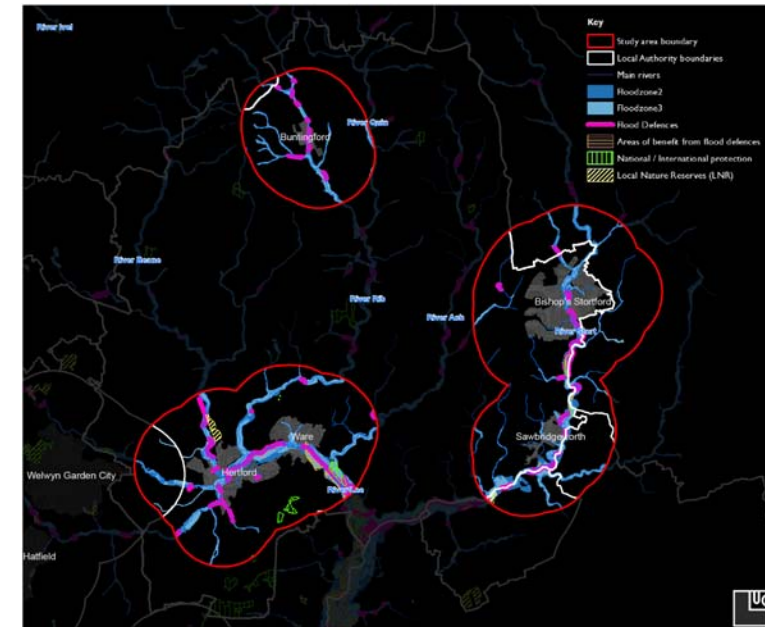 River Ivel
Key
Study area boundary
Local Authority boundaries
Main rivers
Floodzone2
Floodzone3
Flood Defences
Areas of benefit from flood defences
National / International protection
Local Nature Reserves (LNR)
River Quin
Buntingford
River Beane
River Rib
Bishop's Stortford
River Ash
River Stort
Ware
Sawbridgeworth
Hertford
Welwyn Garden City
River Lee
Hatfield